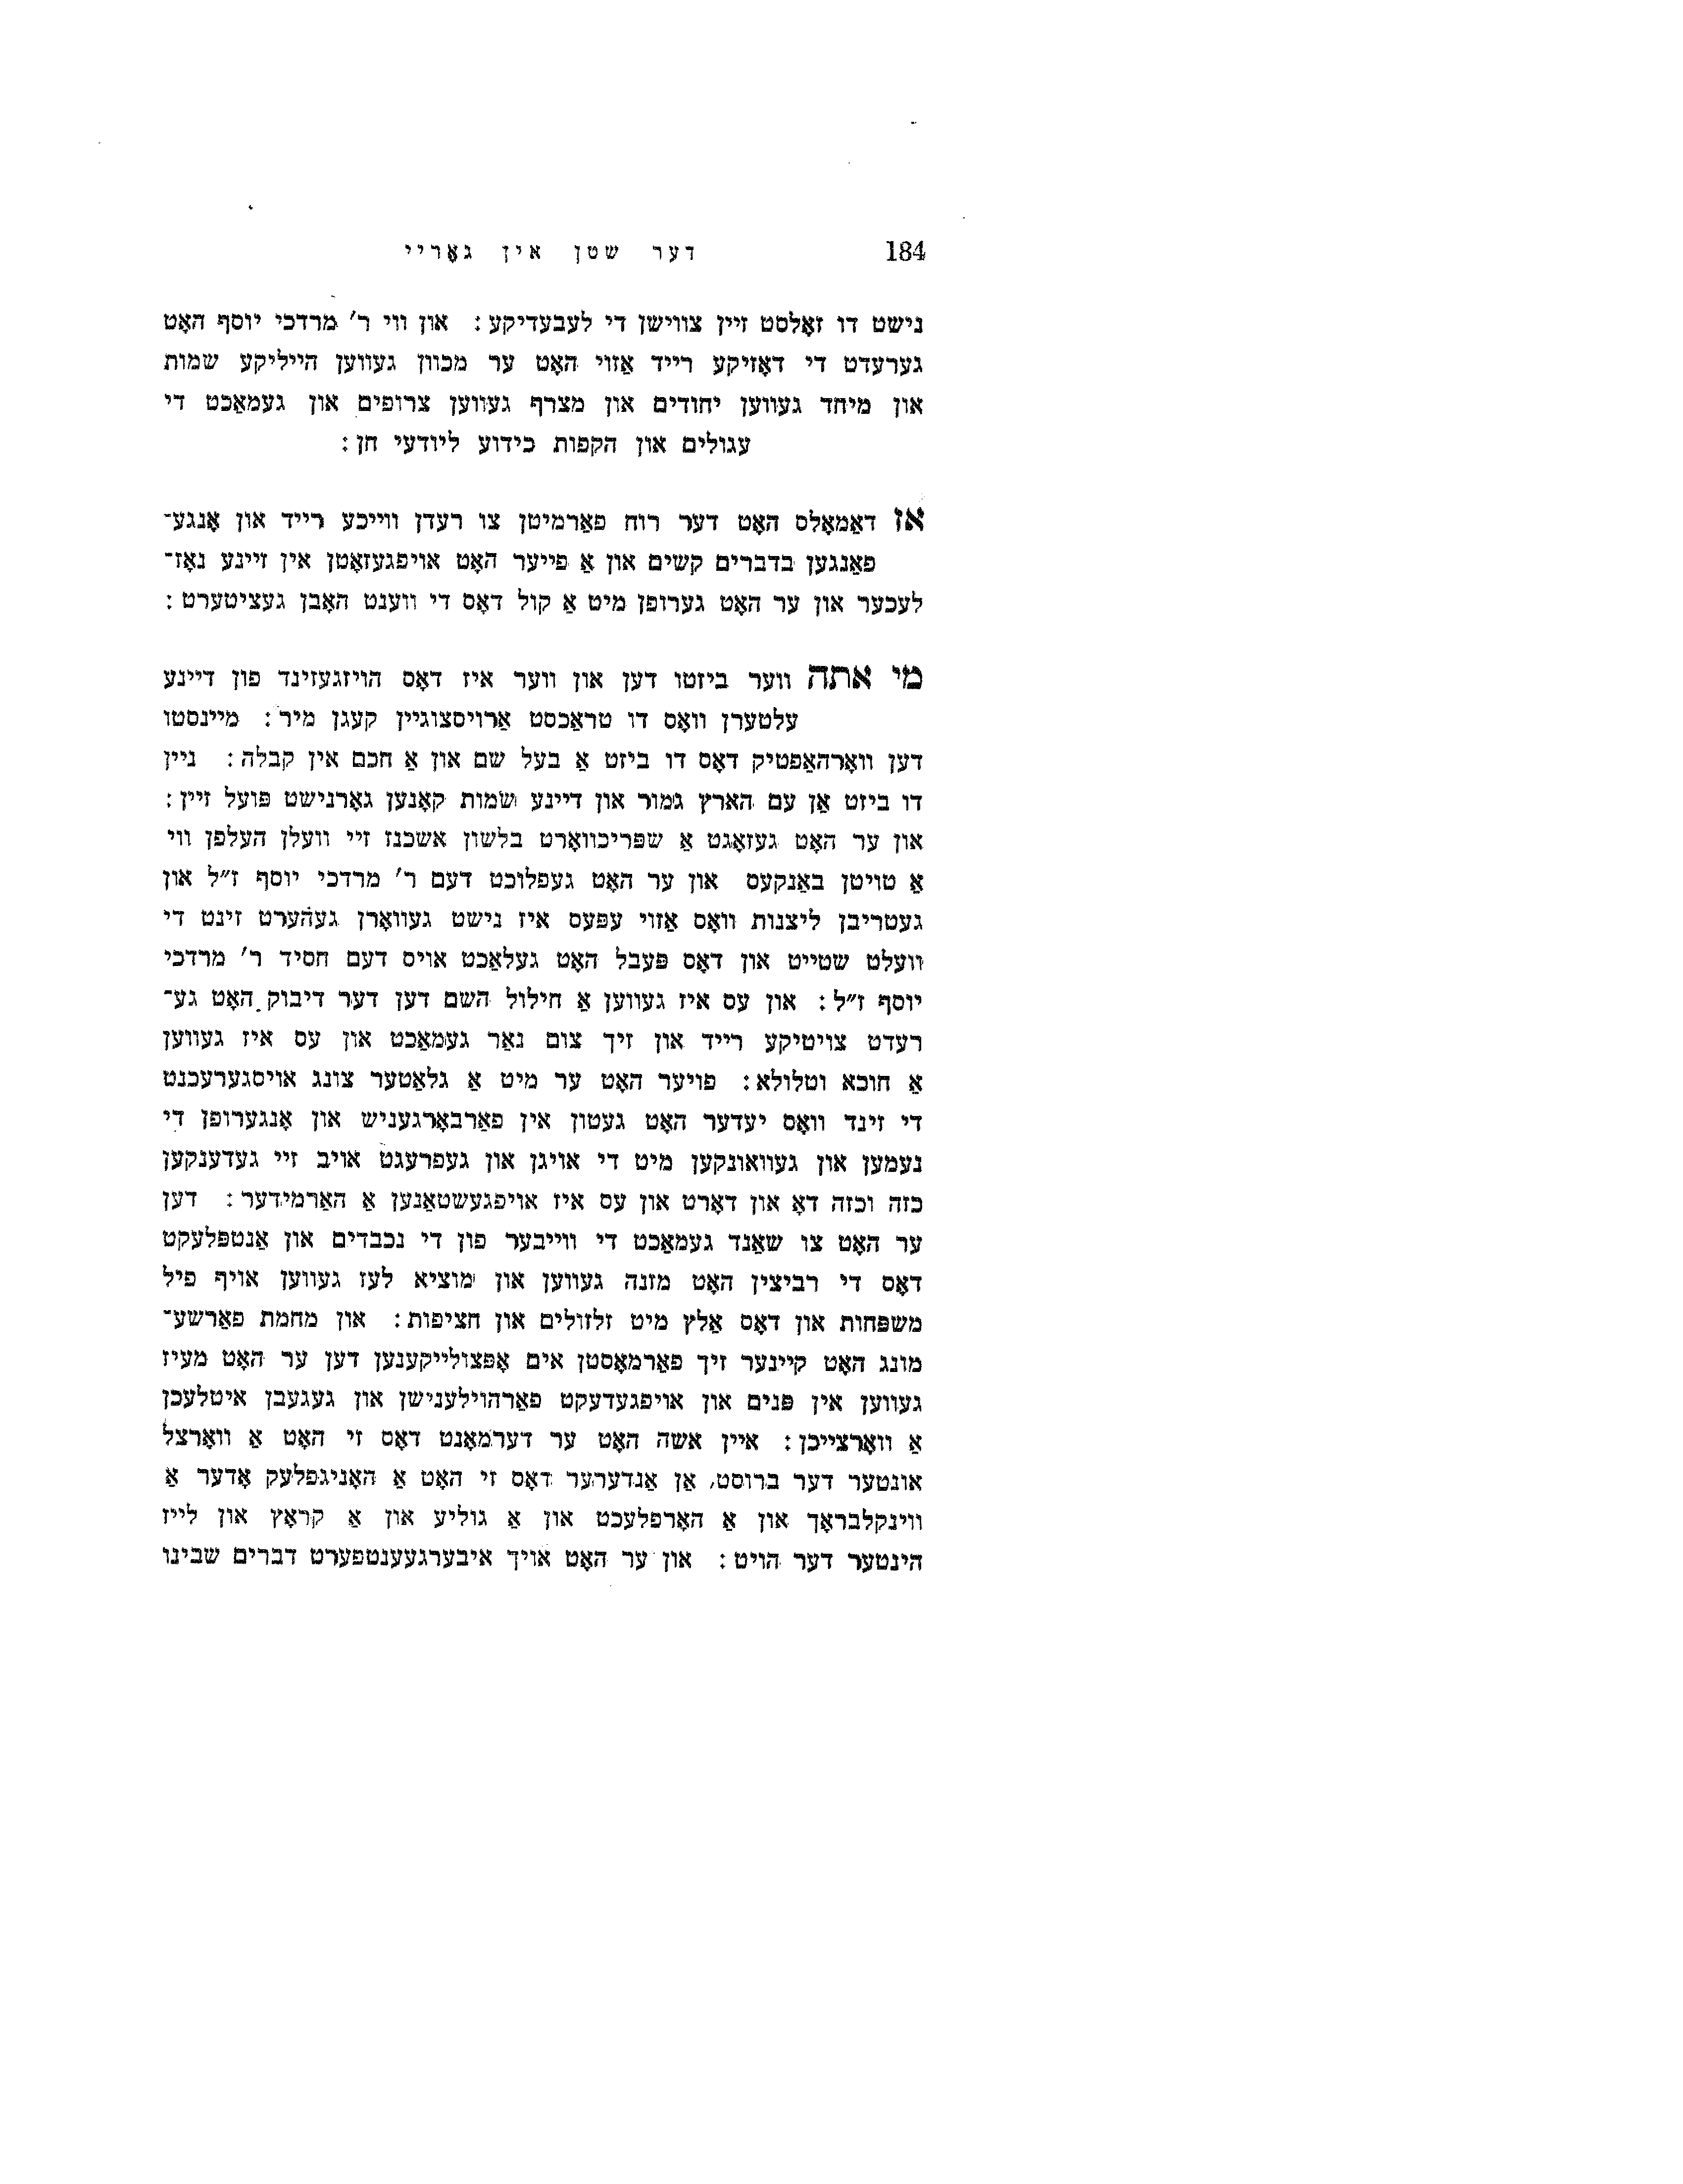 184 דער שטן אין גאָריי
נישט דו זאָלסט זיין צווישן די לעבעדיקע: און ווי ר׳ מרדכי יוסף האָט
גערעדט די דאָזיקע רייד אַזוי האָט ער מכוון געווען הייליקע שמות
און מיחד געווען יחודים און מצרף געווען צרופים און געמאַכט די
עגולים און הקפות כידוע ליודעי חן:
אז דאַמאָלס האָט דער רוח פאַרמיטן צו רעדן ווייכע רייד און אָנגע־
פאַנגען בדברים קשים און אַ פייער האָט אויפגעזאָטן אין זיינע נאָז־
לעכער און ער האָט גערופן מיט אַ קול דאָס די ווענט האָבן געציטערט:
מי אתה ווער ביזטו דען און ווער איז דאָס הויזגעזינד פון דיינע
עלטערן וואָס דו טראַכסט אַרויסצוגיין קעגן מיר: מיינסטו
דען וואָרהאַפטיק דאָס דו ביזט אַ בעל שם און אַ חכם אין קבלה: ניין
דו ביזט אַן עם הארץ גמור און דיינע שמות קאָנען גאָרנישט פועל זיין:
און ער האָט געזאָגט אַ שפּריכוואָרט בלשון אשכנז זיי וועלן העלפן ווי
אַ טויטן באַנקעס און ער האָט געפלוכט דעם ר׳ מרדכי יוסף ז״ל און
געטריבן ליצנות וואָס אַזוי עפּעס איז נישט געוואָרן געהערט זינט די
וועלט שטייט און דאָס פּעבל האָט געלאַכט אויס דעם חסיד ר׳ מרדכי
יוסף ז״ל: און עס איז געווען אַ חילול השם דען דער דיבוק האָט גע־
רעדט צויטיקע רייד און זיך צום נאַר געמאַכט און עס איז געווען
אַ חוכא וטלולא: פויער האָט ער מיט אַ גלאַטער צונג אויסגערעכנט
די זינד וואָס יעדער האָט געטון אין פאַרבאָרגעניש און אָנגערופן די
נעמען און געוואונקען מיט די אויגן און געפרעגט אויב זיי געדענקען
כזה וכזה דאָ און דאָרט און עס איז אויפגעשטאַנען אַ האַרמידער: דען
ער האָט צו שאַנד געמאַכט די ווייבער פון די נכבדים און אַנטפּלעקט
דאָס די רביצין האָט מזנה געווען און מוציא לעז געווען אויף פיל
משפּחות און דאָס אַלץ מיט זלזולים און חציפות: און מחמת פאַרשע־
מונג האָט קיינער זיך פאַרמאָסטן אים אָפּצולייקענען דען ער האָט מעיז
געווען אין פּנים און אויפגעדעקט פאַרהוילענישן און געגעבן איטלעכן
אַ וואָרצייכן: איין אשה האָט ער דערמאָנט דאָס זי האָט אַ וואָרצל
אונטער דער ברוסט, אַן אַנדערער דאָס זי האָט אַ האָניגפלעק אָדער אַ
ווינקלבראָך און אַ האָרפלעכט און אַ גוליע און אַ קראָץ און לייז
הינטער דער הויט: און ער האָט אויך איבערגעענטפערט דברים שבינו